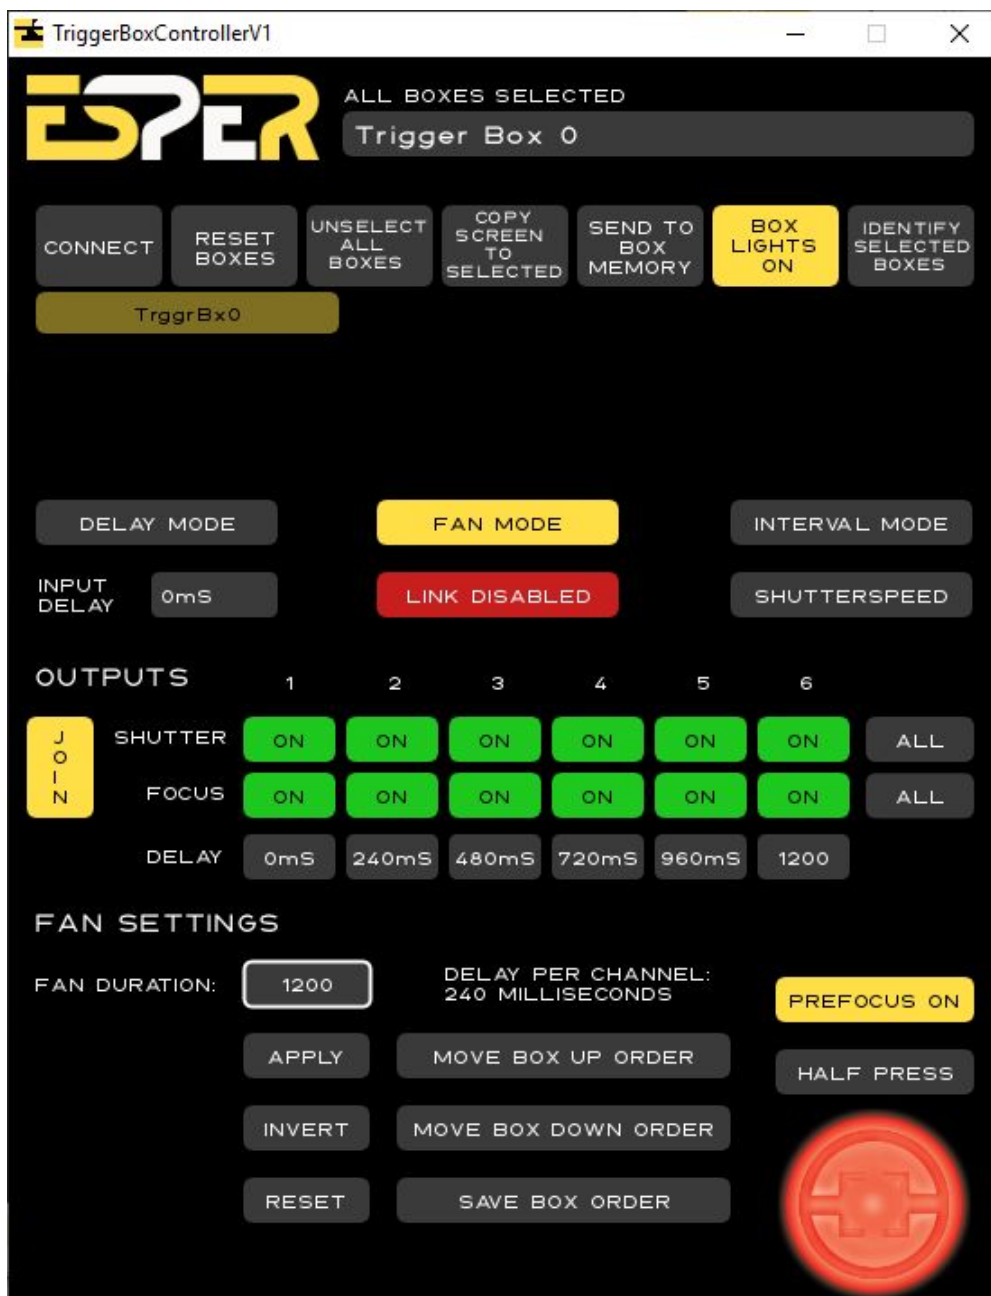 TriggerBoxControllerV1
ESPER
ALL BOXES SELECTED
Trigger Box 0
CONNECT
RESET
BOXES
UNSELECT
ALL
BOXES
COPY
SCREEN
TO
SELECTED
SEND TO
BOX
MEMORY
BOX
LIGHTS
ON
IDENTIFY
SELECTED
BOXES
TrggrBx0
DELAY MODE
FAN MODE
INTERVAL MODE
INPUT
DELAY
0mS
LINK DISABLED
SHUTTERSPEED
OUTPUTS
1 2 3 4 5 6
JOIN
SHUTTER ON ON ON ON ON ON ALL
FOCUS ON ON ON ON ON ON ALL
DELAY 0mS 240mS 480mS 720mS 960mS 1200
FAN SETTINGS
FAN DURATION: 1200
DELAY PER CHANNEL:
240 MILLISECONDS
PREFOCUS ON
APPLY
MOVE BOX UP ORDER
HALF PRESS
INVERT
MOVE BOX DOWN ORDER
RESET
SAVE BOX ORDER